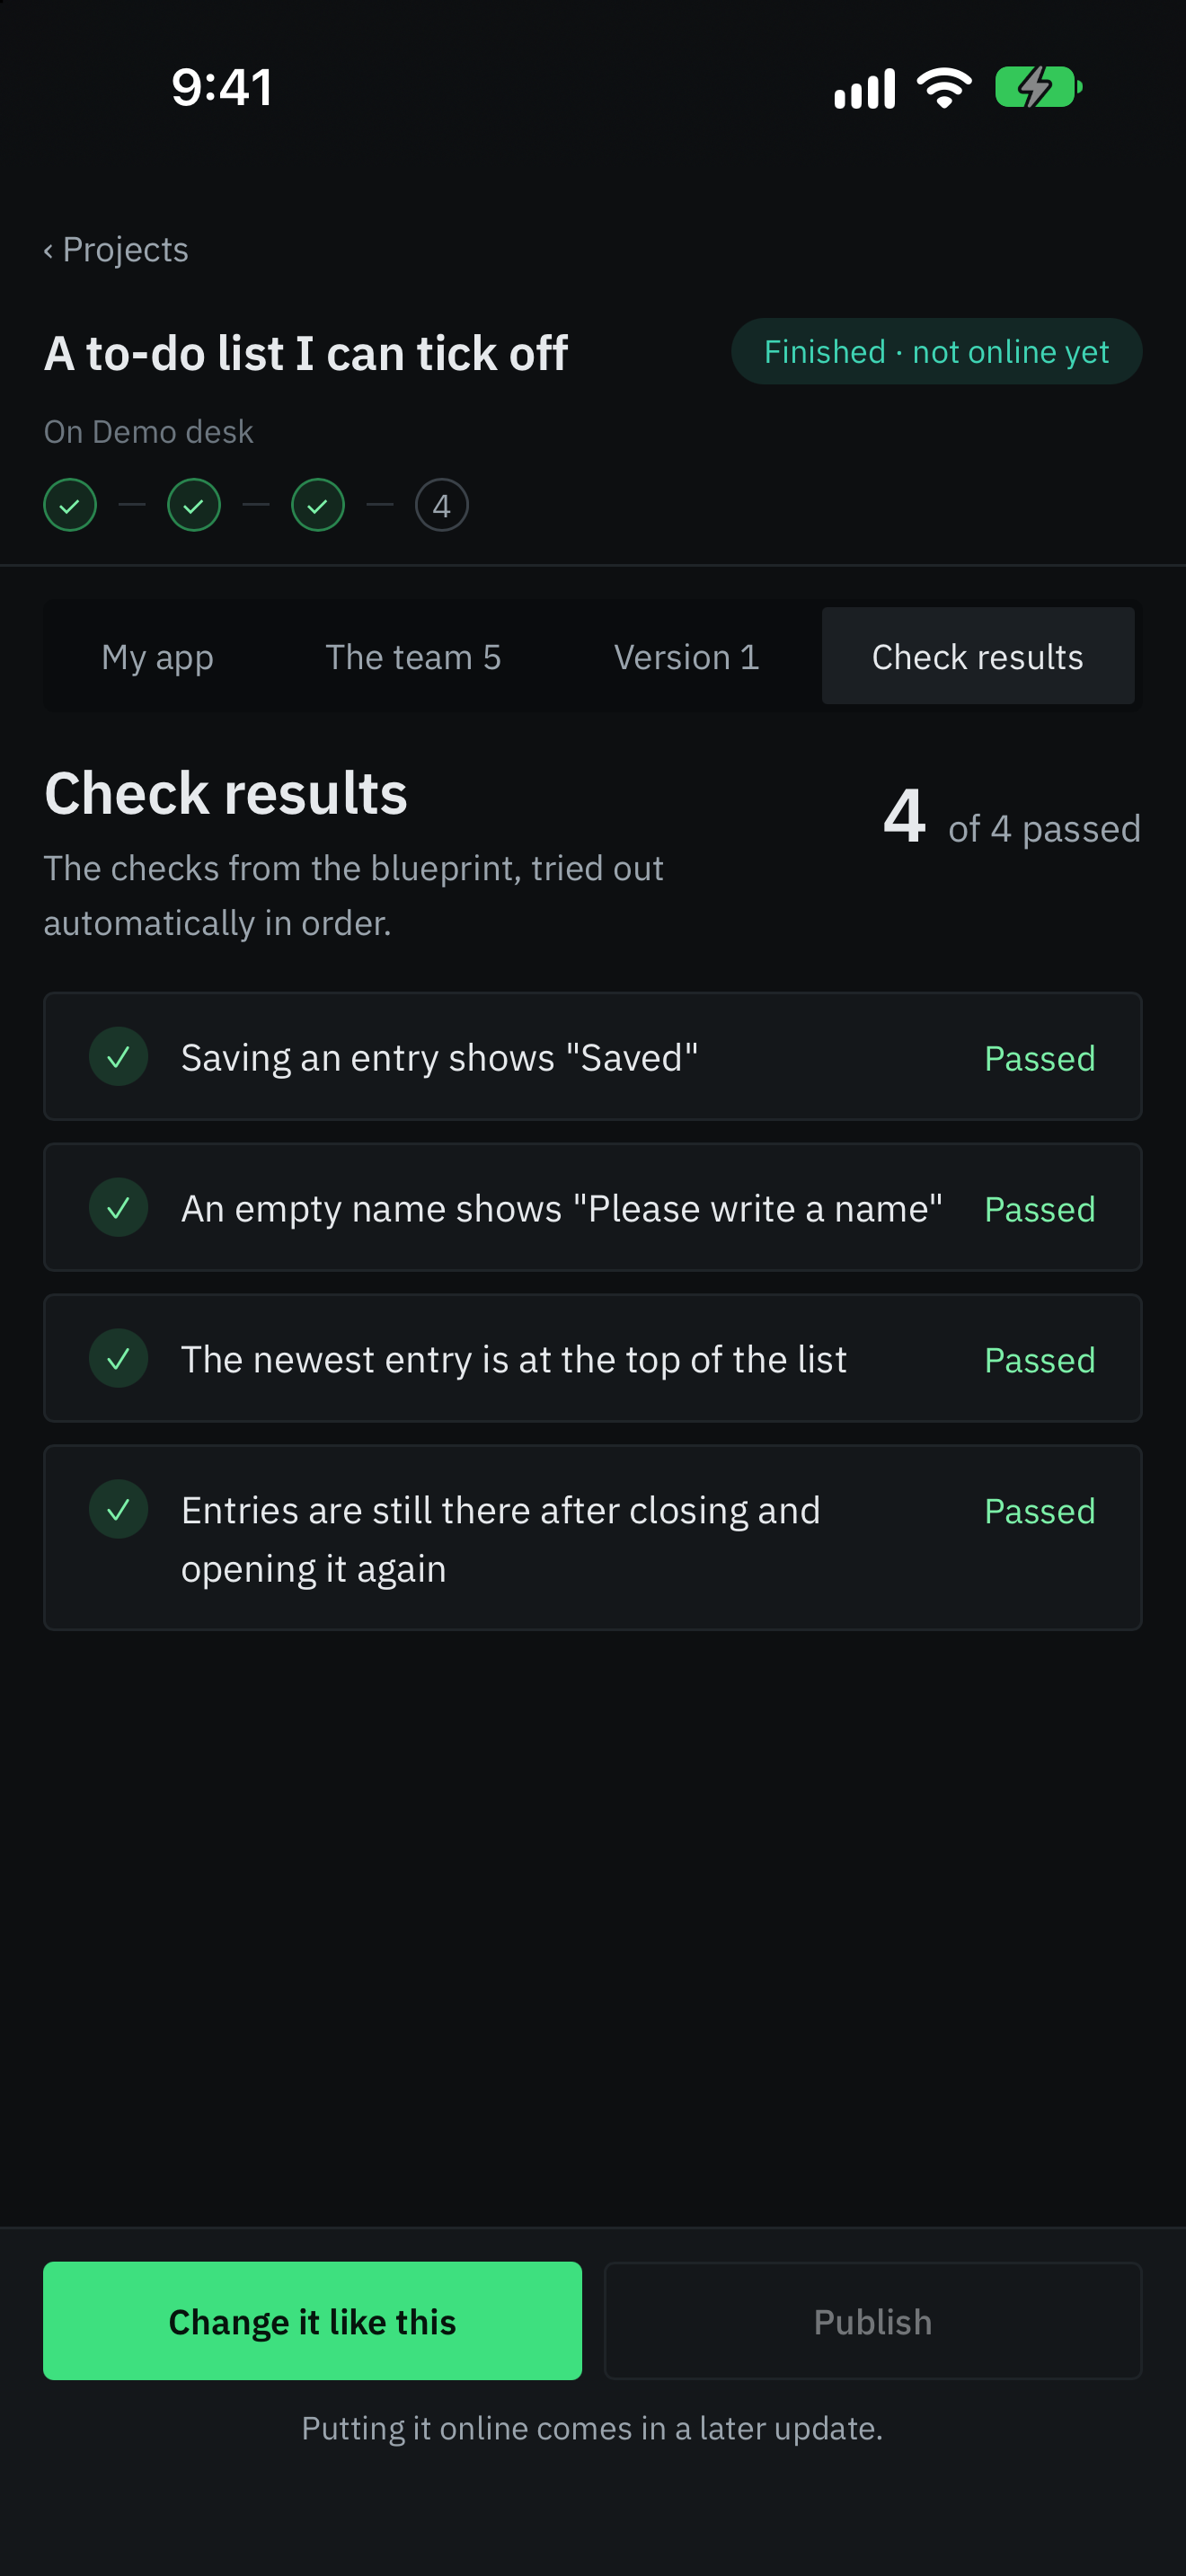 9:41
‹ Projects
A to-do list I can tick off
Finished · not online yet
On Demo desk
4
My app
The team 5
Version 1
Check results
Check results
4 of 4 passed
The checks from the blueprint, tried out
automatically in order.
Saving an entry shows "Saved"
Passed
An empty name shows "Please write a name"
Passed
The newest entry is at the top of the list
Passed
Entries are still there after closing and
opening it again
Passed
Change it like this
Publish
Putting it online comes in a later update.